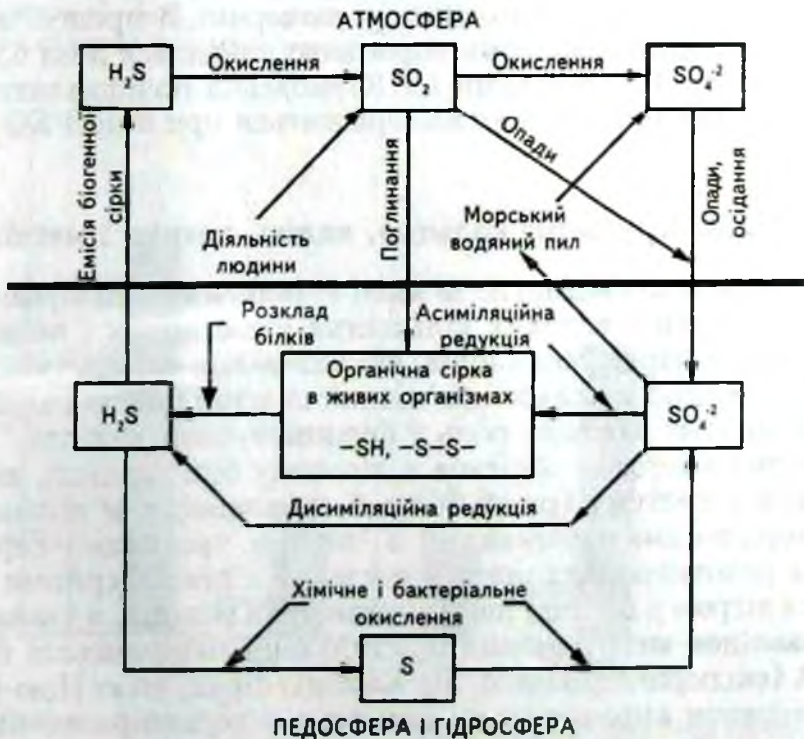 АТМОСФЕРА
H₂S
Окислення
SO₂
Окислення
SO₄⁻²
Емісія біогенної
сірки
Діяльність
людини
Поглинання
Опади
Морський
водяний пил
Опади,
осідання
Розклад
білків
Асиміляційна
редукція
H₂S
Органічна сірка
в живих організмах
–SH, –S–S–
SO₄⁻²
Дисиміляційна редукція
Хімічне і бактеріальне
окислення
S
ПЕДОСФЕРА І ГІДРОСФЕРА